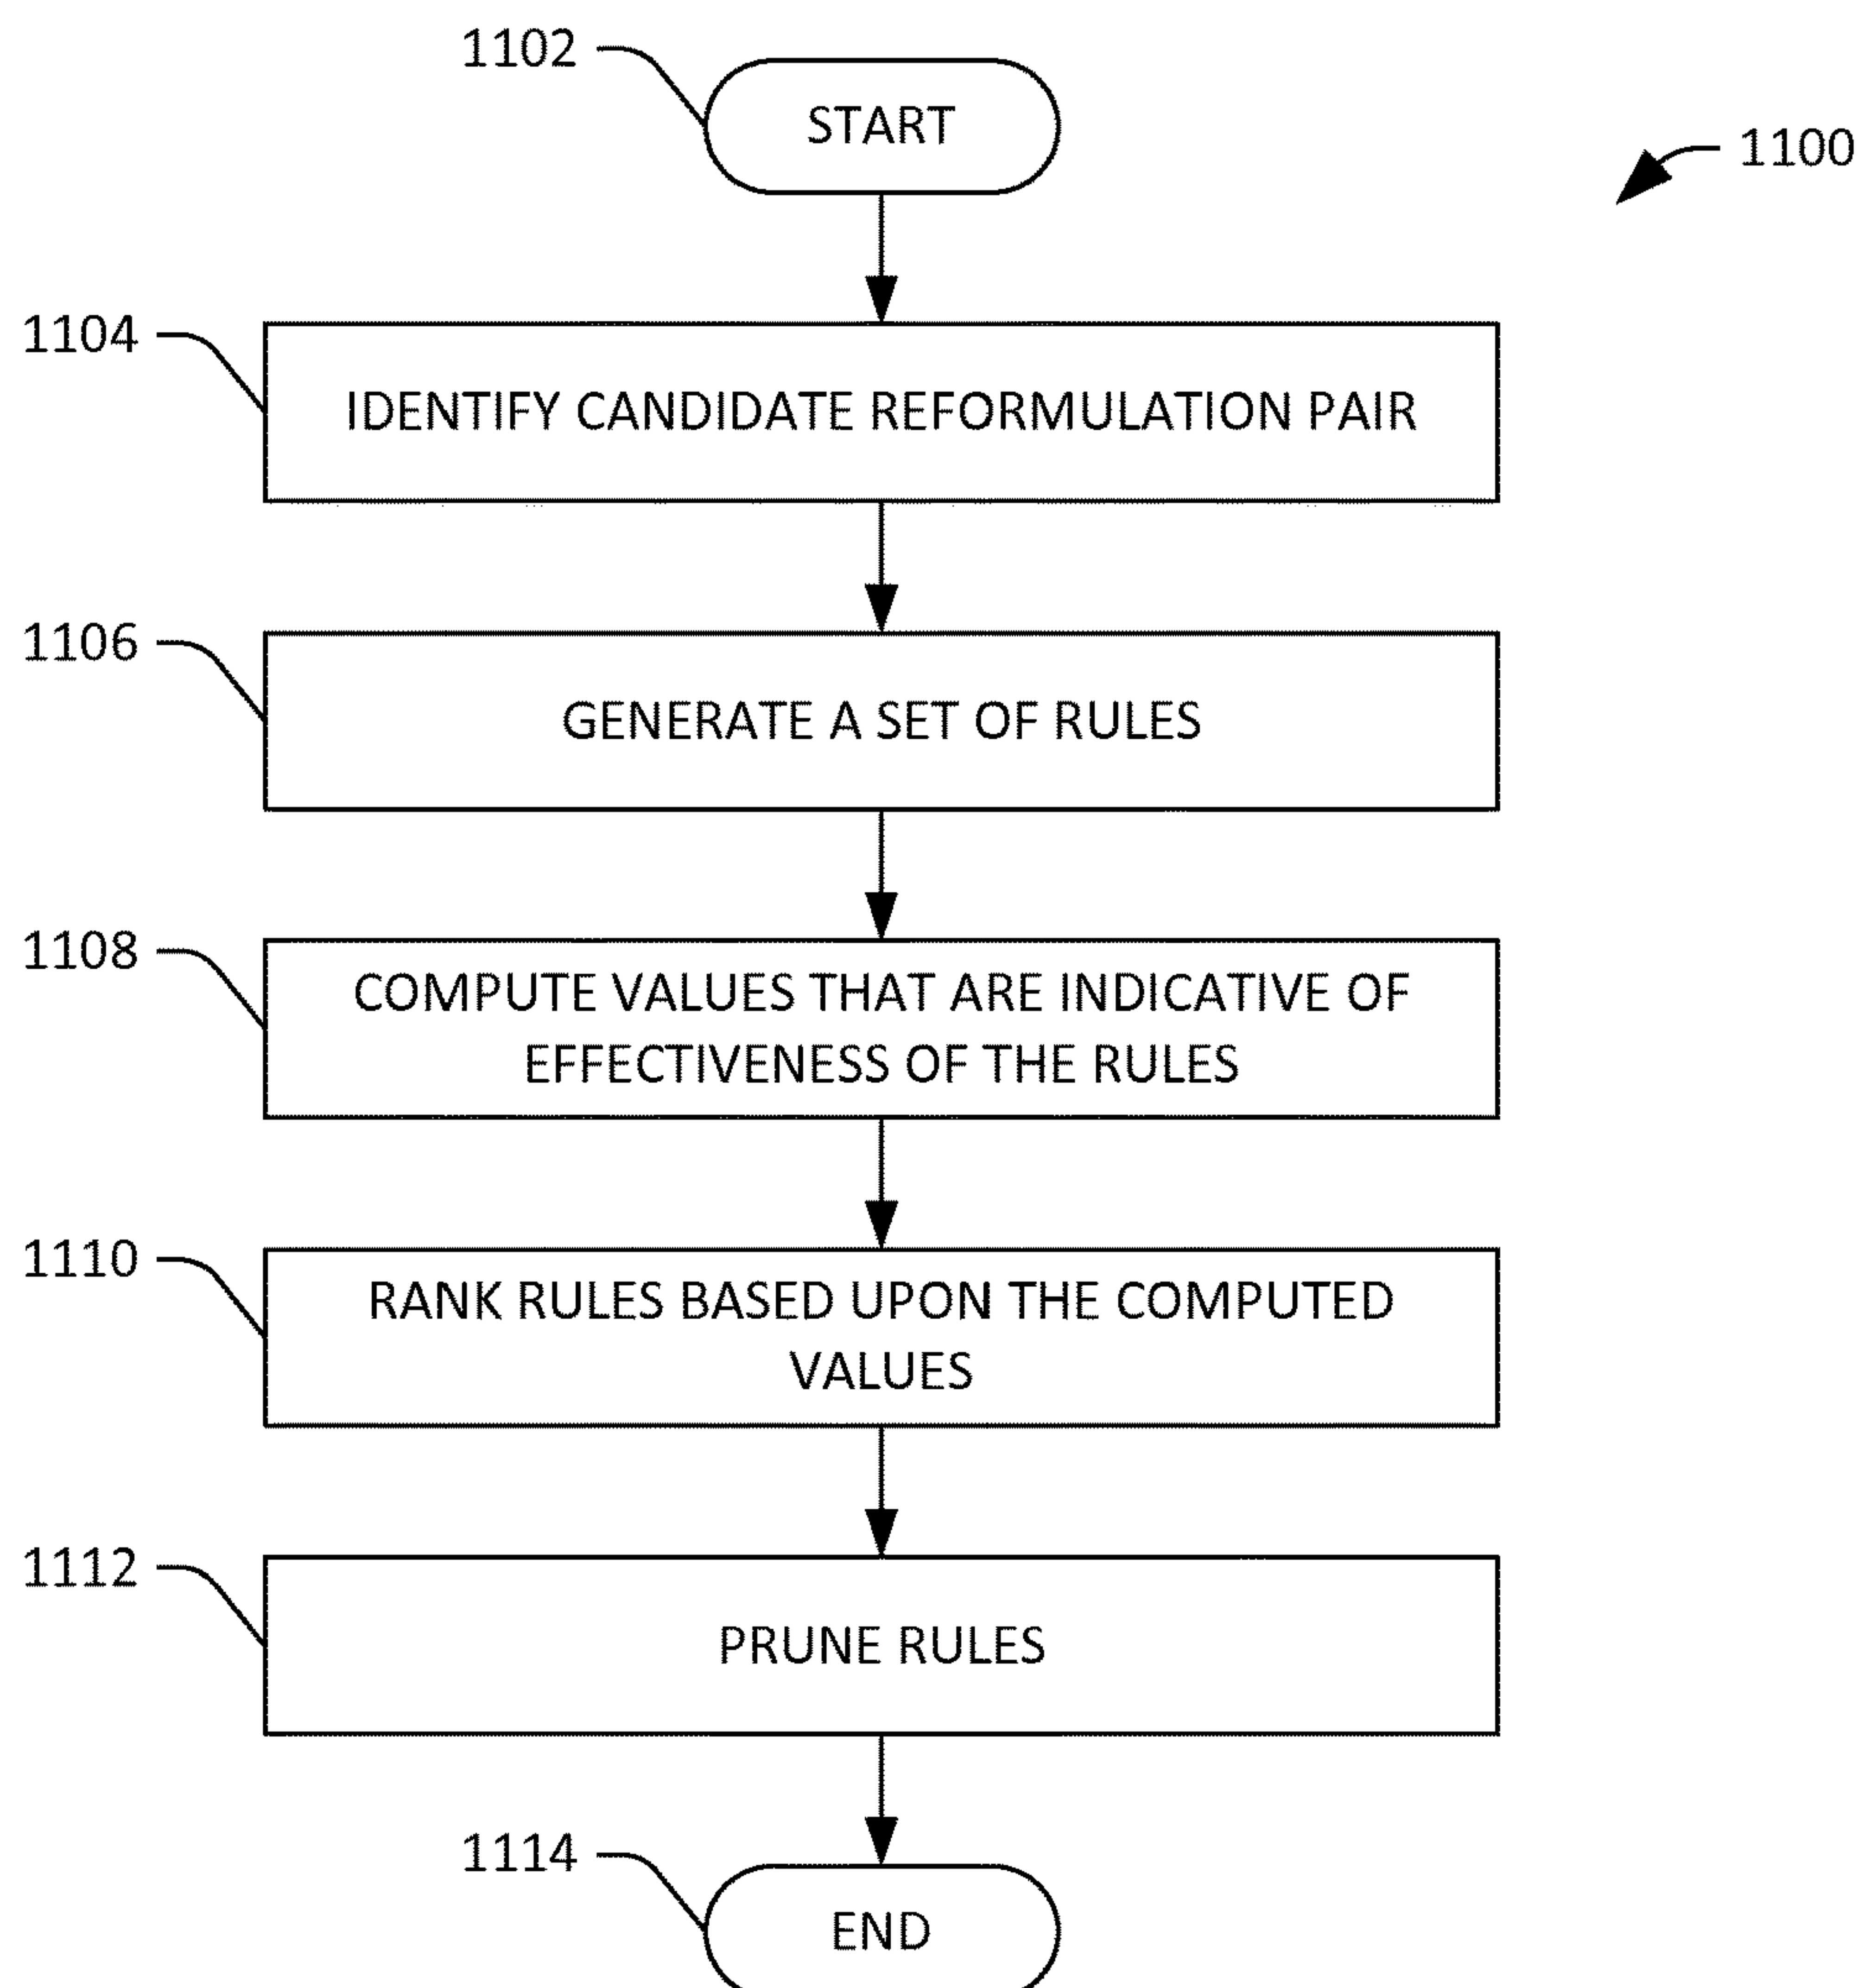 1102
START
1100
1104
IDENTIFY CANDIDATE REFORMULATION PAIR
1106
GENERATE A SET OF RULES
1108
COMPUTE VALUES THAT ARE INDICATIVE OF
EFFECTIVENESS OF THE RULES
1110
RANK RULES BASED UPON THE COMPUTED
VALUES
1112
PRUNE RULES
1114
END